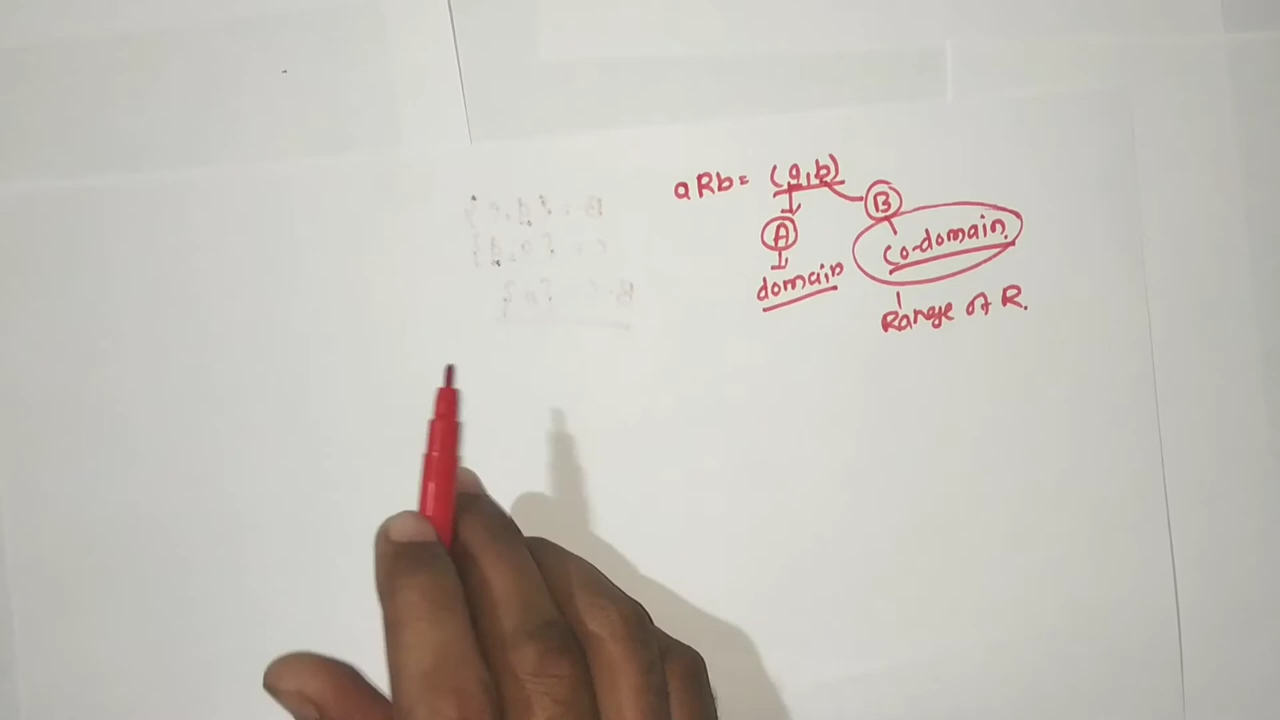 aRb = (a,b)
A
B
domain
Co-domain.
Range of R.